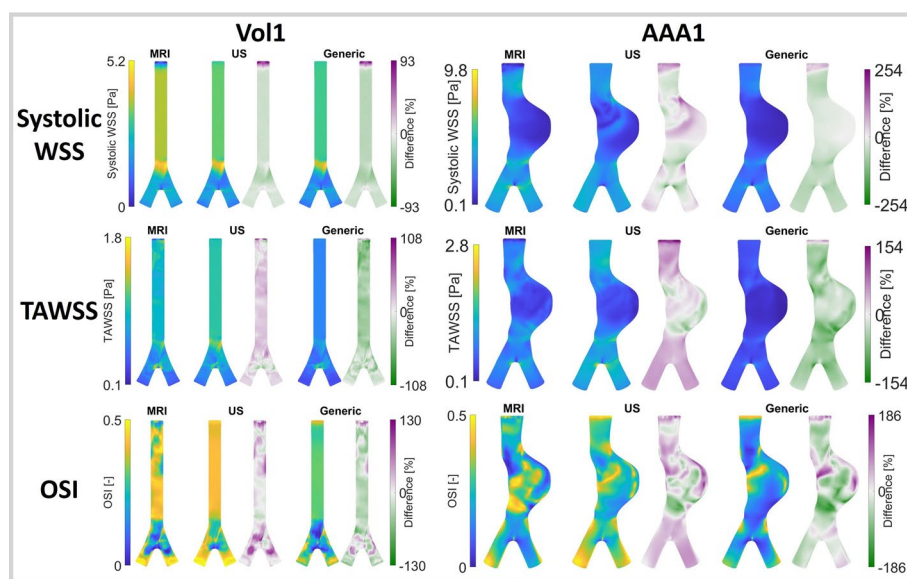 Vol1
AAA1
Systolic
WSS
MRI
US
Generic
5.2
0
Systolic WSS [Pa]
93
0
-93
Difference [%]
MRI
US
Generic
9.8
0.1
Systolic WSS [Pa]
254
0
-254
Difference [%]
TAWSS
MRI
US
Generic
1.8
0.1
TAWSS [Pa]
108
0
-108
Difference [%]
MRI
US
Generic
2.8
0.1
TAWSS [Pa]
154
0
-154
Difference [%]
OSI
MRI
US
Generic
0.5
0
OSI [-]
130
0
-130
Difference [%]
MRI
US
Generic
0.5
0
OSI [-]
186
0
-186
Difference [%]